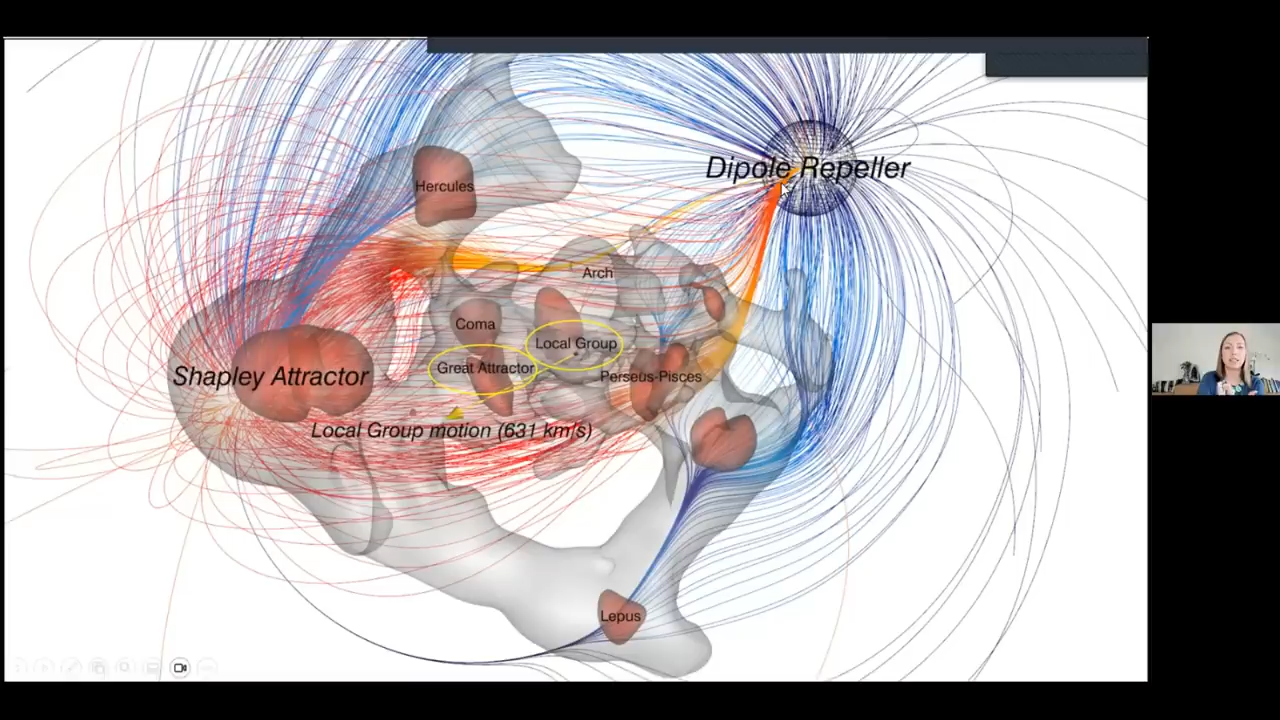 Dipole Repeller
Hercules
Arch
Coma
Local Group
Great Attractor
Shapley Attractor
Perseus-Pisces
Local Group motion (631 km/s)
Lepus